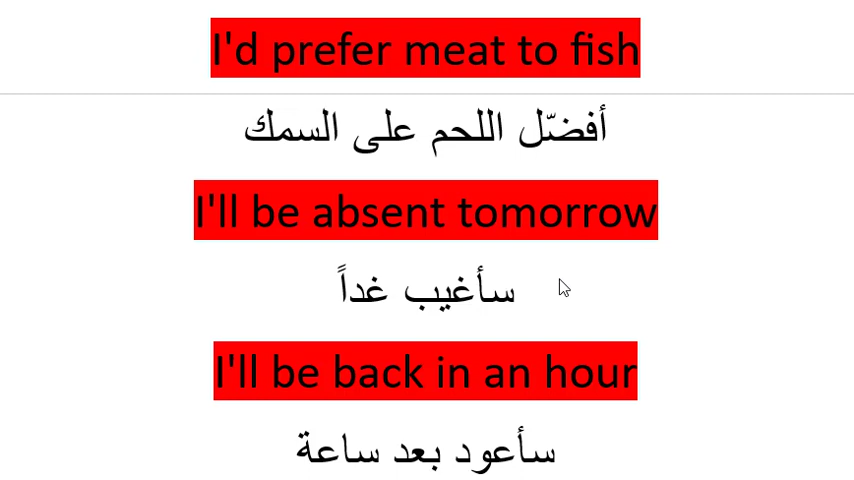 I'd prefer meat to fish
أفضّل اللحم على السمك
I'll be absent tomorrow
سأغيب غداً
I'll be back in an hour
سأعود بعد ساعة